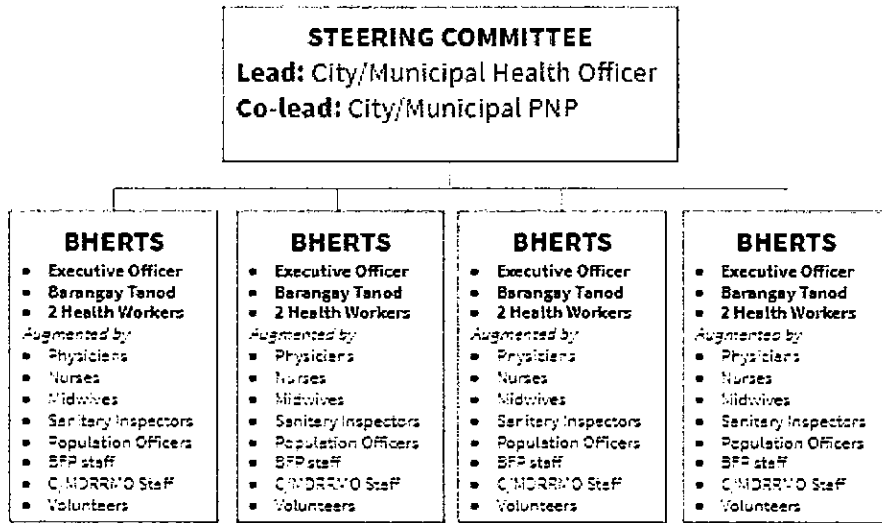 STEERING COMMITTEE
Lead: City/Municipal Health Officer
Co-lead: City/Municipal PNP
BHERTS
• Executive Officer
• Barangay Tanod
• 2 Health Workers
Augmented by
• Physicians
• Nurses
• Midwives
• Sanitary Inspectors
• Population Officers
• BFP staff
• C/MDRRMO Staff
• Volunteers
BHERTS
• Executive Officer
• Barangay Tanod
• 2 Health Workers
Augmented by
• Physicians
• Nurses
• Midwives
• Sanitary Inspectors
• Population Officers
• BFP staff
• C/MDRRMO Staff
• Volunteers
BHERTS
• Executive Officer
• Barangay Tanod
• 2 Health Workers
Augmented by
• Physicians
• Nurses
• Midwives
• Sanitary Inspectors
• Population Officers
• BFP staff
• C/MDRRMO Staff
• Volunteers
BHERTS
• Executive Officer
• Barangay Tanod
• 2 Health Workers
Augmented by
• Physicians
• Nurses
• Midwives
• Sanitary Inspectors
• Population Officers
• BFP staff
• C/MDRRMO Staff
• Volunteers